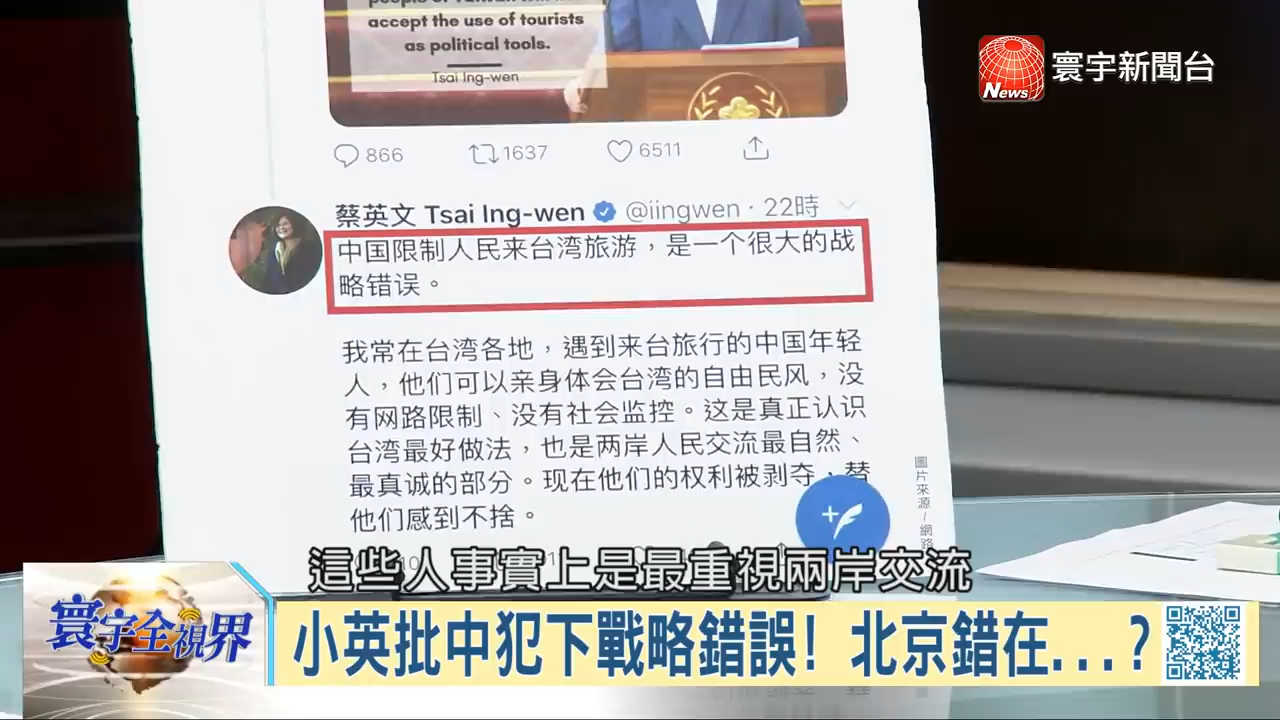 people of Taiwan will not
accept the use of tourists
as political tools.
Tsai Ing-wen
News
寰宇新聞台
866
1637
6511
蔡英文 Tsai Ing-wen @iingwen · 22時
中国限制人民来台湾旅游，是一个很大的战
略错误。
我常在台湾各地，遇到来台旅行的中国年轻
人，他们可以亲身体会台湾的自由民风，没
有网路限制、没有社会监控。这是真正认识
台湾最好做法，也是两岸人民交流最自然、
最真诚的部分。现在他们的权利被剥夺、替
他们感到不捨。
圖片來源/網路
這些人事實上是最重視兩岸交流
寰宇全視界
小英批中犯下戰略錯誤! 北京錯在...?